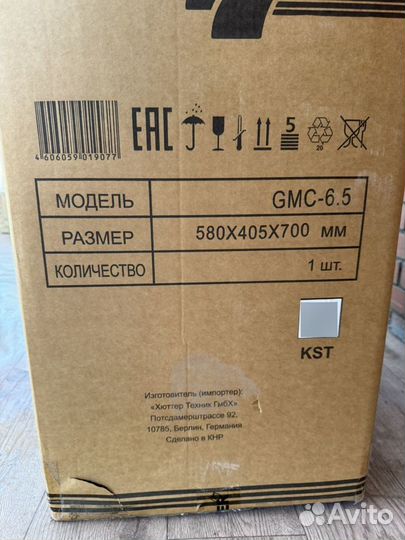 4606059019077
EAC
5
20
МОДЕЛЬ GMC-6.5
РАЗМЕР 580X405X700 мм
КОЛИЧЕСТВО 1 шт.
KST
Изготовитель (импортер):
«Хюттер Техник ГмбХ»
Потсдамерштрассе 92,
10785, Берлин, Германия
Сделано в КНР
Avito